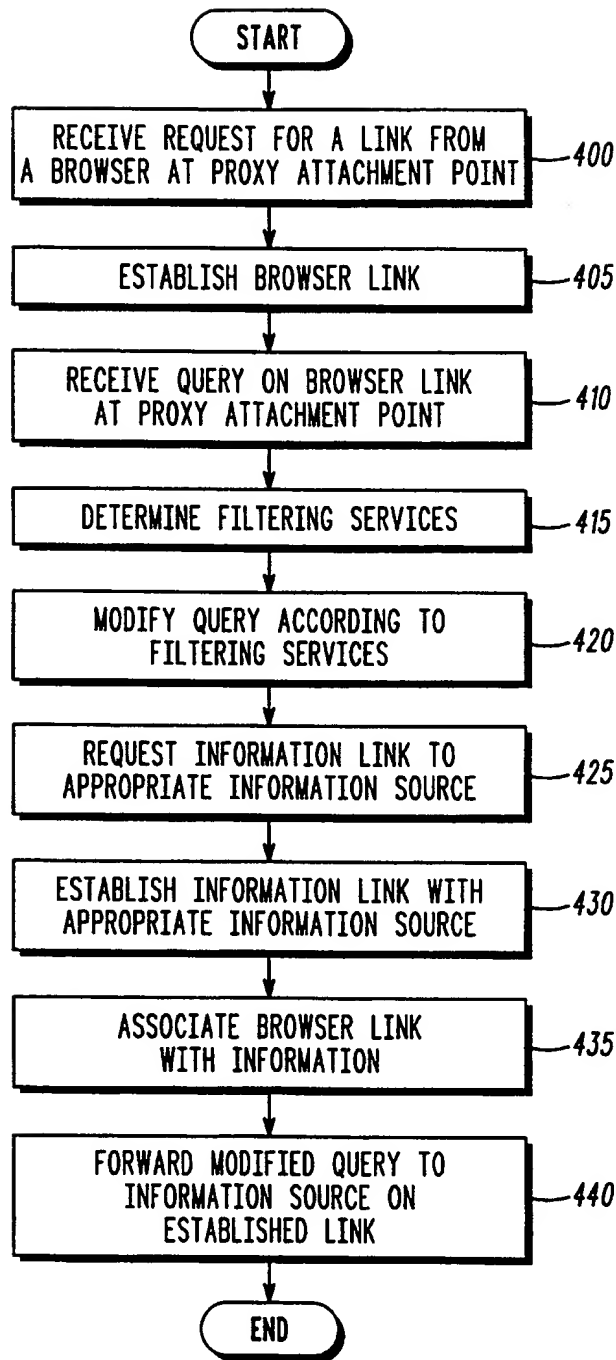 START
RECEIVE REQUEST FOR A LINK FROM
A BROWSER AT PROXY ATTACHMENT POINT
400
ESTABLISH BROWSER LINK
405
RECEIVE QUERY ON BROWSER LINK
AT PROXY ATTACHMENT POINT
410
DETERMINE FILTERING SERVICES
415
MODIFY QUERY ACCORDING TO
FILTERING SERVICES
420
REQUEST INFORMATION LINK TO
APPROPRIATE INFORMATION SOURCE
425
ESTABLISH INFORMATION LINK WITH
APPROPRIATE INFORMATION SOURCE
430
ASSOCIATE BROWSER LINK
WITH INFORMATION
435
FORWARD MODIFIED QUERY TO
INFORMATION SOURCE ON
ESTABLISHED LINK
440
END